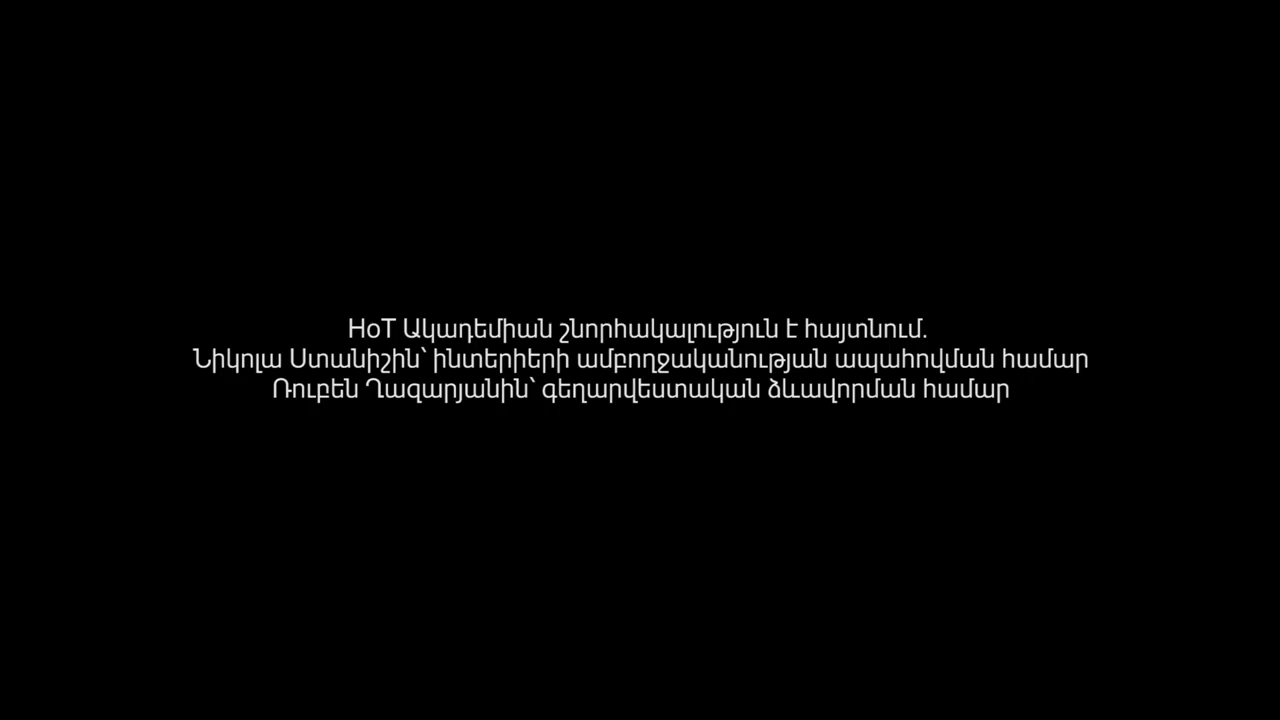 HoT Ակադեմիան շնորհակալություն է հայտնում.
Նիկոլա Ստանիշին՝ ինտերիերի ամբողջականության ապահովման համար
Ռուբեն Ղազարյանին՝ գեղարվեստական ձևավորման համար